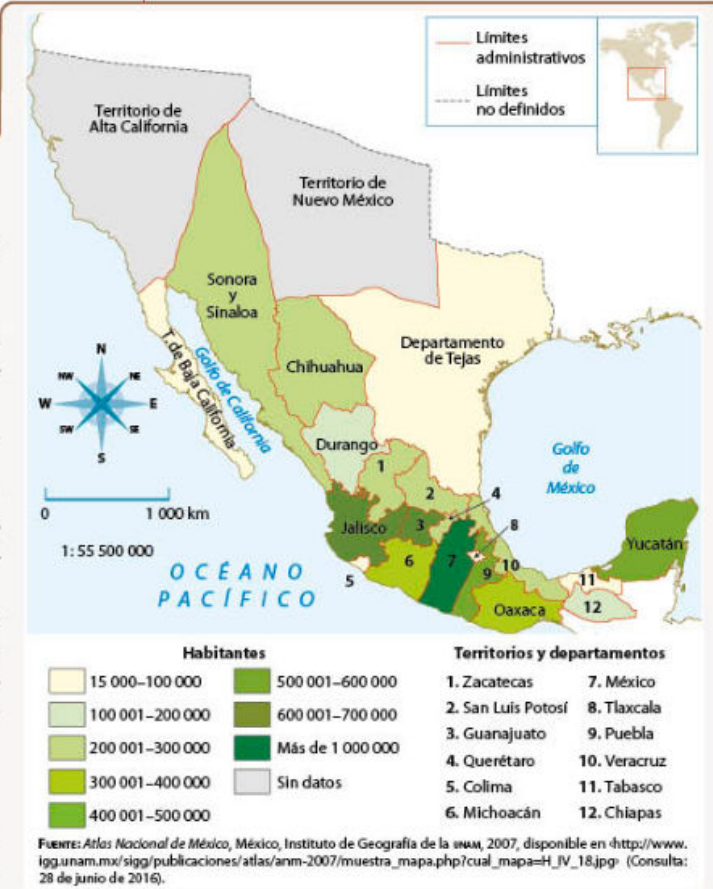 Límites
administrativos
Límites
no definidos
Territorio de
Alta California
Territorio de
Nuevo México
Sonora
y
Sinaloa
Chihuahua
Departamento
de Tejas
T. de Baja California
Golfo de California
N
NW
NE
W
E
SW
SE
S
Durango
Golfo
de
México
1
2
4
8
Jalisco
3
7
6
9
10
Yucatán
5
11
12
Oaxaca
0
1 000 km
1: 55 500 000
OCÉANO
PACÍFICO
Habitantes
15 000–100 000
100 001–200 000
200 001–300 000
300 001–400 000
400 001–500 000
500 001–600 000
600 001–700 000
Más de 1 000 000
Sin datos
Territorios y departamentos
1. Zacatecas
2. San Luis Potosí
3. Guanajuato
4. Querétaro
5. Colima
6. Michoacán
7. México
8. Tlaxcala
9. Puebla
10. Veracruz
11. Tabasco
12. Chiapas
FUENTE: Atlas Nacional de México, México, Instituto de Geografía de la UNAM, 2007, disponible en ‹http://www.
igg.unam.mx/sigg/publicaciones/atlas/anm-2007/muestra_mapa.php?cual_mapa=H_IV_18.jpg› (Consulta:
28 de junio de 2016).